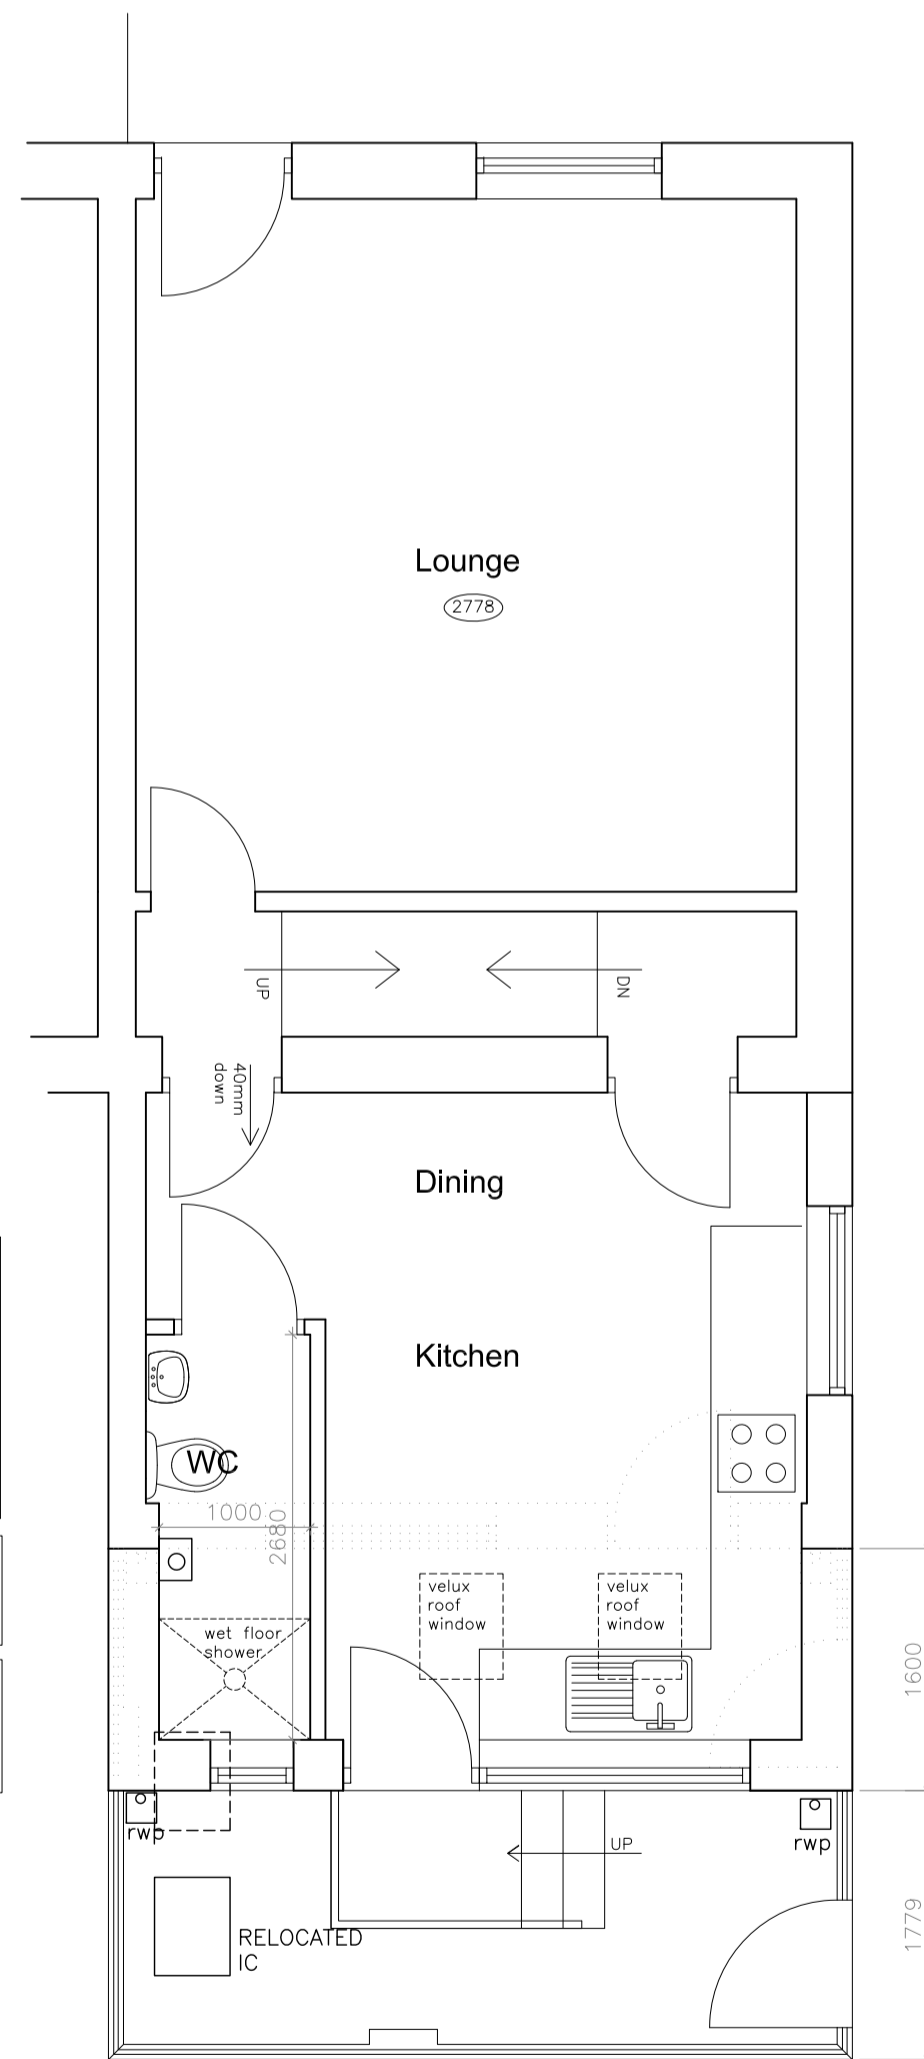 Lounge
2778
UP
DN
40mm
down
Dining
Kitchen
WC
1000
2680
velux
roof
window
velux
roof
window
wet floor
shower
1600
rwp
UP
rwp
RELOCATED
IC
1779